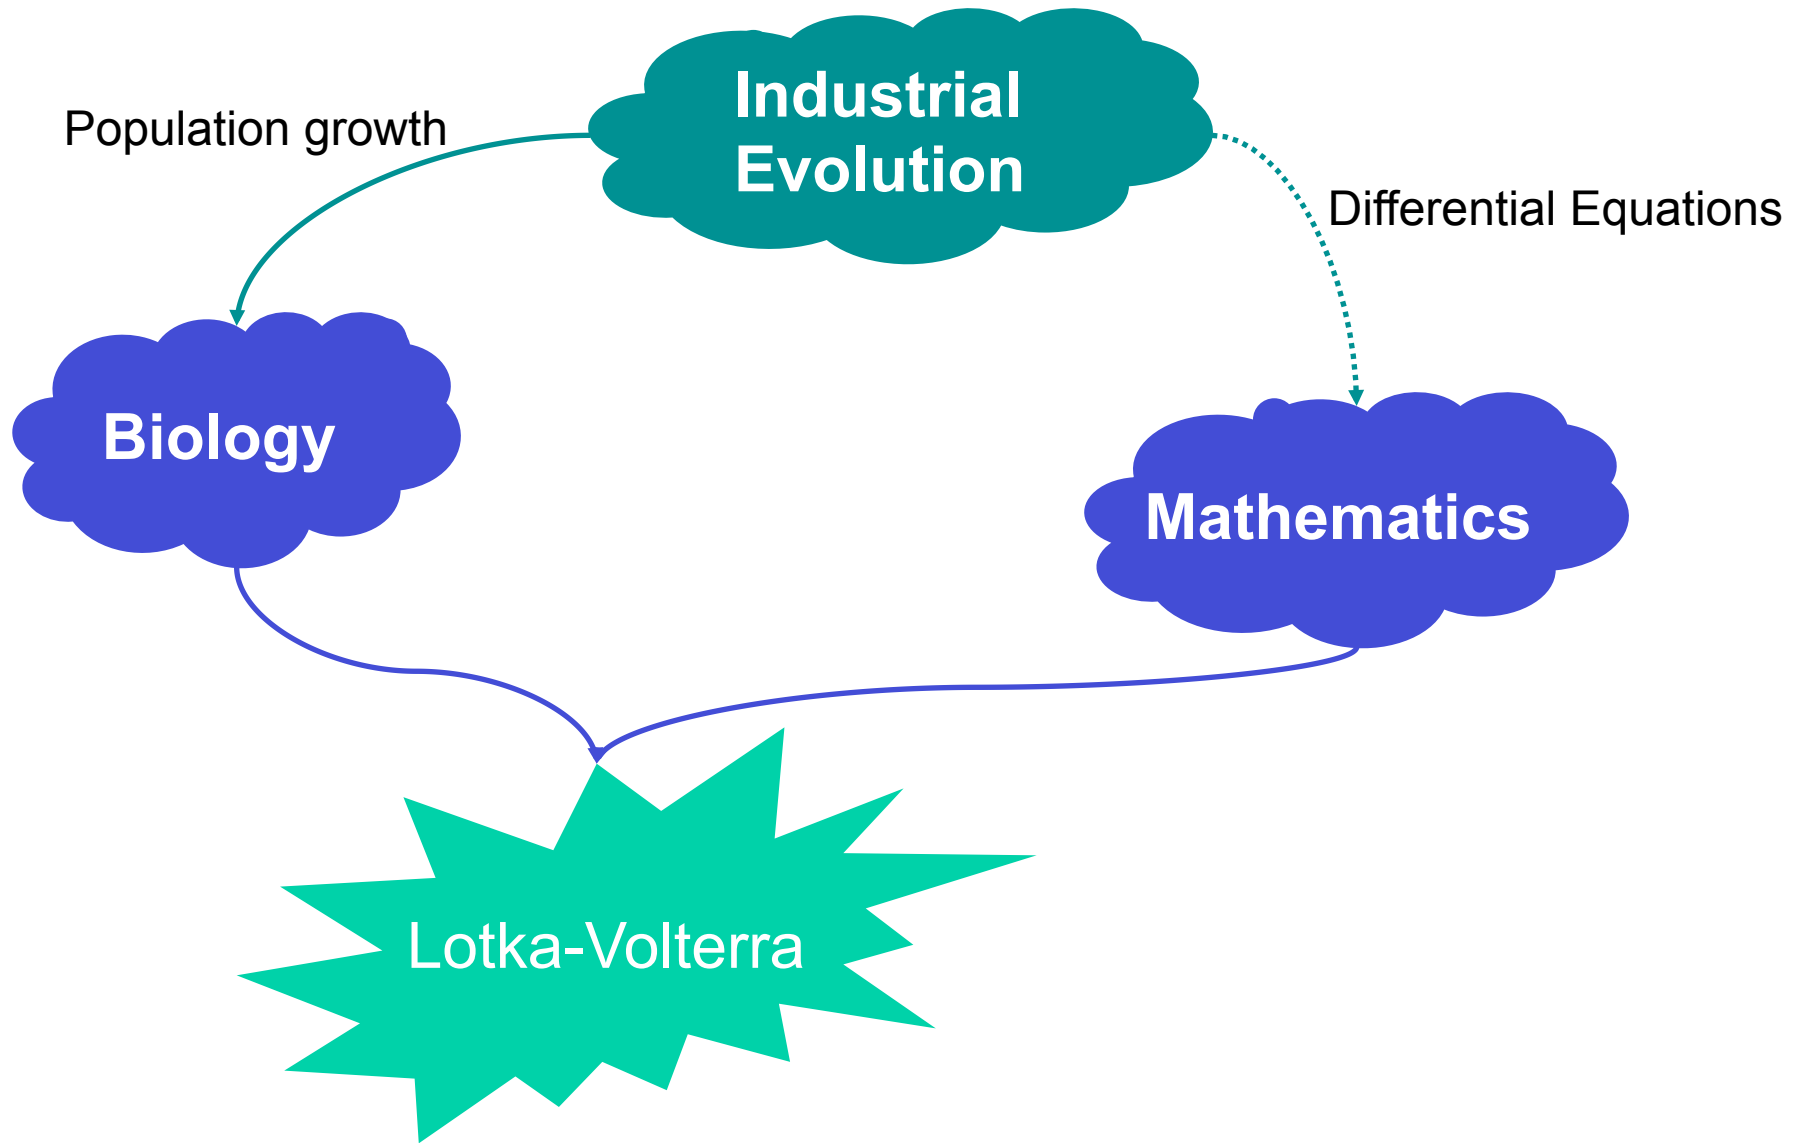 Industrial
Evolution
Population growth
Differential Equations
Biology
Mathematics
Lotka-Volterra